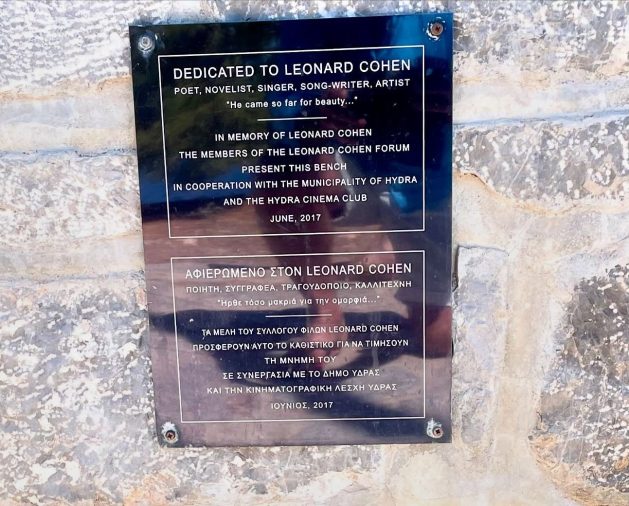 DEDICATED TO LEONARD COHEN
POET, NOVELIST, SINGER, SONG-WRITER, ARTIST
"He came so far for beauty..."
IN MEMORY OF LEONARD COHEN
THE MEMBERS OF THE LEONARD COHEN FORUM
PRESENT THIS BENCH
IN COOPERATION WITH THE MUNICIPALITY OF HYDRA
AND THE HYDRA CINEMA CLUB
JUNE, 2017
ΑΦΙΕΡΩΜΕΝΟ ΣΤΟΝ LEONARD COHEN
ΠΟΙΗΤΗ, ΣΥΓΓΡΑΦΕΑ, ΤΡΑΓΟΥΔΟΠΟΙΟ, ΚΑΛΛΙΤΕΧΝΗ
"Ήρθε τόσο μακριά για την ομορφιά..."
ΤΑ ΜΕΛΗ ΤΟΥ ΣΥΛΛΟΓΟΥ ΦΙΛΩΝ LEONARD COHEN
ΠΡΟΣΦΕΡΟΥΝ ΑΥΤΟ ΤΟ ΚΑΘΙΣΤΙΚΟ ΓΙΑ ΝΑ ΤΙΜΗΣΟΥΝ
ΤΗ ΜΝΗΜΗ ΤΟΥ
ΣΕ ΣΥΝΕΡΓΑΣΙΑ ΜΕ ΤΟ ΔΗΜΟ ΥΔΡΑΣ
ΚΑΙ ΤΗΝ ΚΙΝΗΜΑΤΟΓΡΑΦΙΚΗ ΛΕΣΧΗ ΥΔΡΑΣ
ΙΟΥΝΙΟΣ, 2017